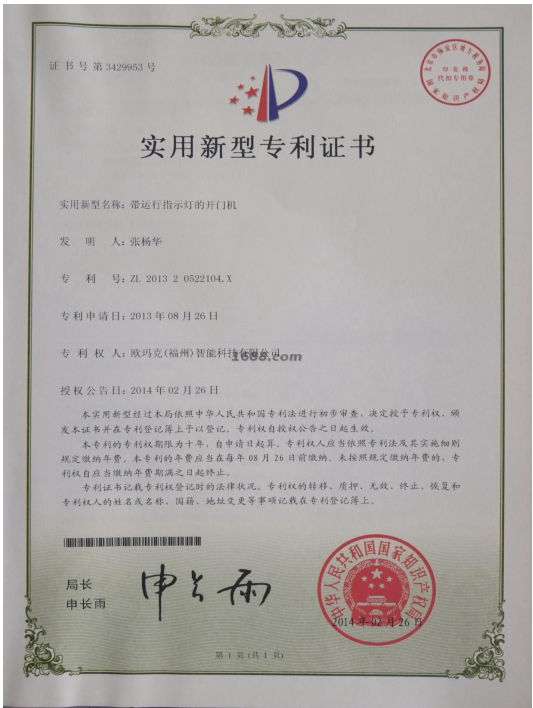 证书号第3429953号
印花税
代扣专用章
实用新型专利证书
实用新型名称：带运行指示灯的开门机
发 明 人：张杨华
专 利 号：ZL 2013 2 0522104.X
专利申请日：2013年08月26日
专 利 权 人：欧玛克(福州)智能科技有限公司
1688.com
授权公告日：2014年02月26日
本实用新型经过本局依照中华人民共和国专利法进行初步审查，决定授予专利权，颁
发本证书并在专利登记簿上予以登记。专利权自授权公告之日起生效。
本专利的专利权期限为十年，自申请日起算。专利权人应当依照专利法及其实施细则
规定缴纳年费。本专利的年费应当在每年08月26日前缴纳。未按照规定缴纳年费的，专
利权自应当缴纳年费期满之日起终止。
专利证书记载专利权登记时的法律状况。专利权的转移、质押、无效、终止、恢复和
专利权人的姓名或名称、国籍、地址变更等事项记载在专利登记簿上。
局长
申长雨
申长雨
中华人民共和国国家知识产权局
2014年02月26日
第1页(共1页)